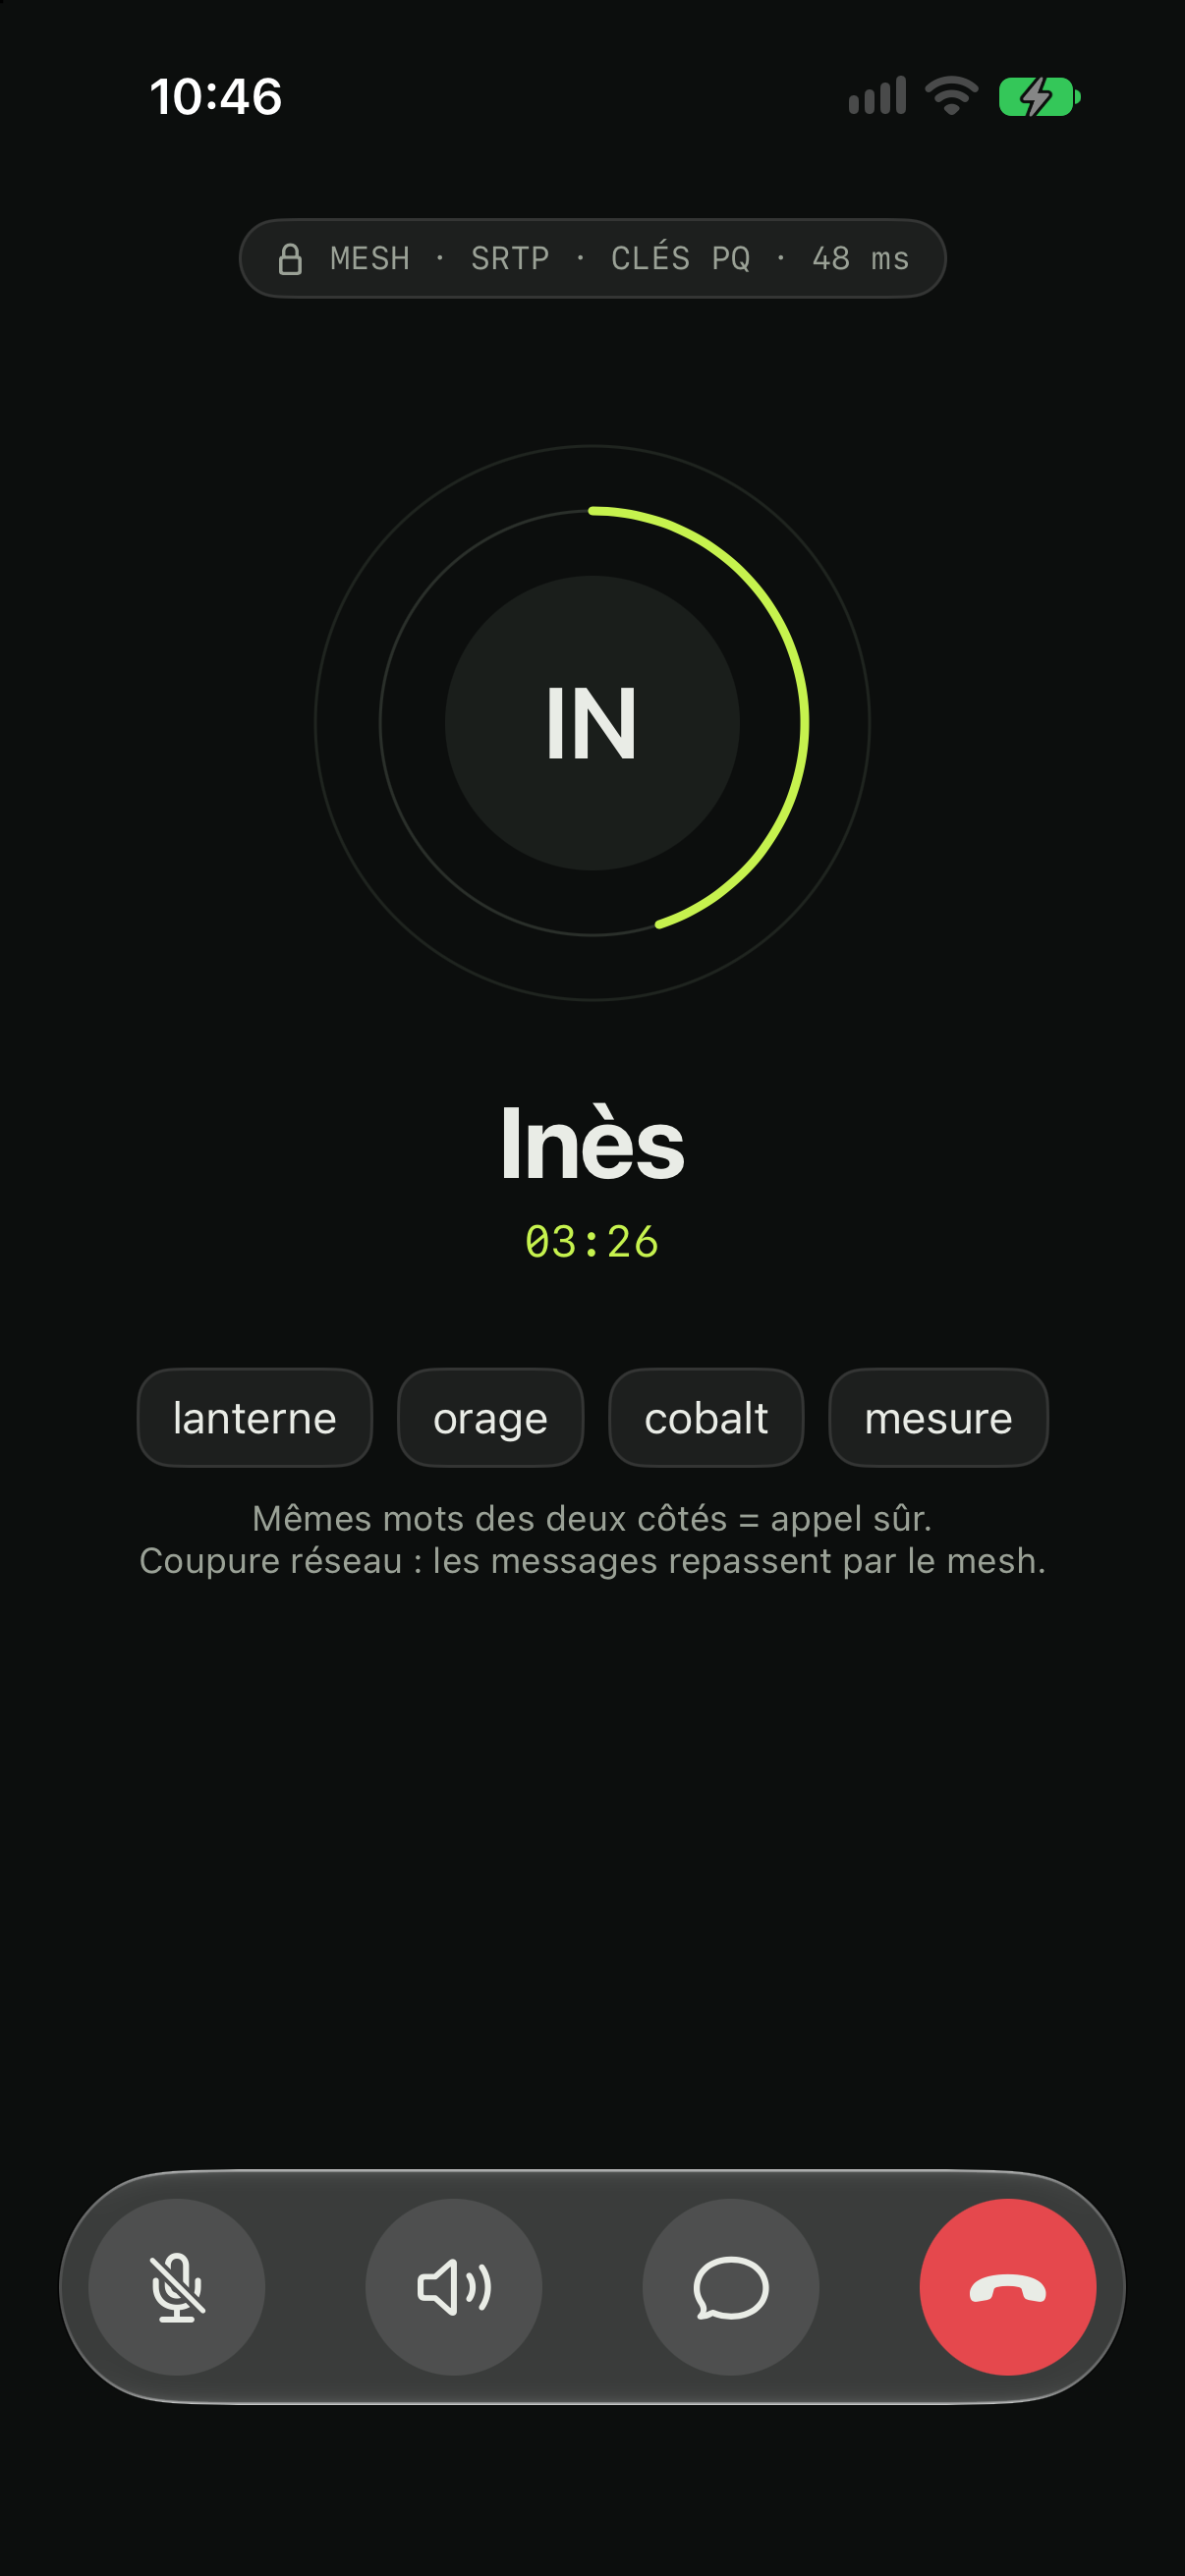 10:46
MESH · SRTP · CLÉS PQ · 48 ms
IN
Inès
03:26
lanterne orage cobalt mesure
Mêmes mots des deux côtés = appel sûr.
Coupure réseau : les messages repassent par le mesh.